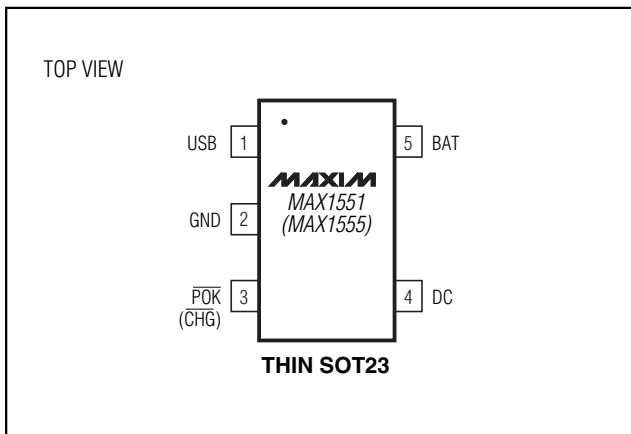 TOP VIEW
USB 1
5 BAT
MAXIM
MAX1551
(MAX1555)
GND 2
POK 3
(CHG)
4 DC
THIN SOT23